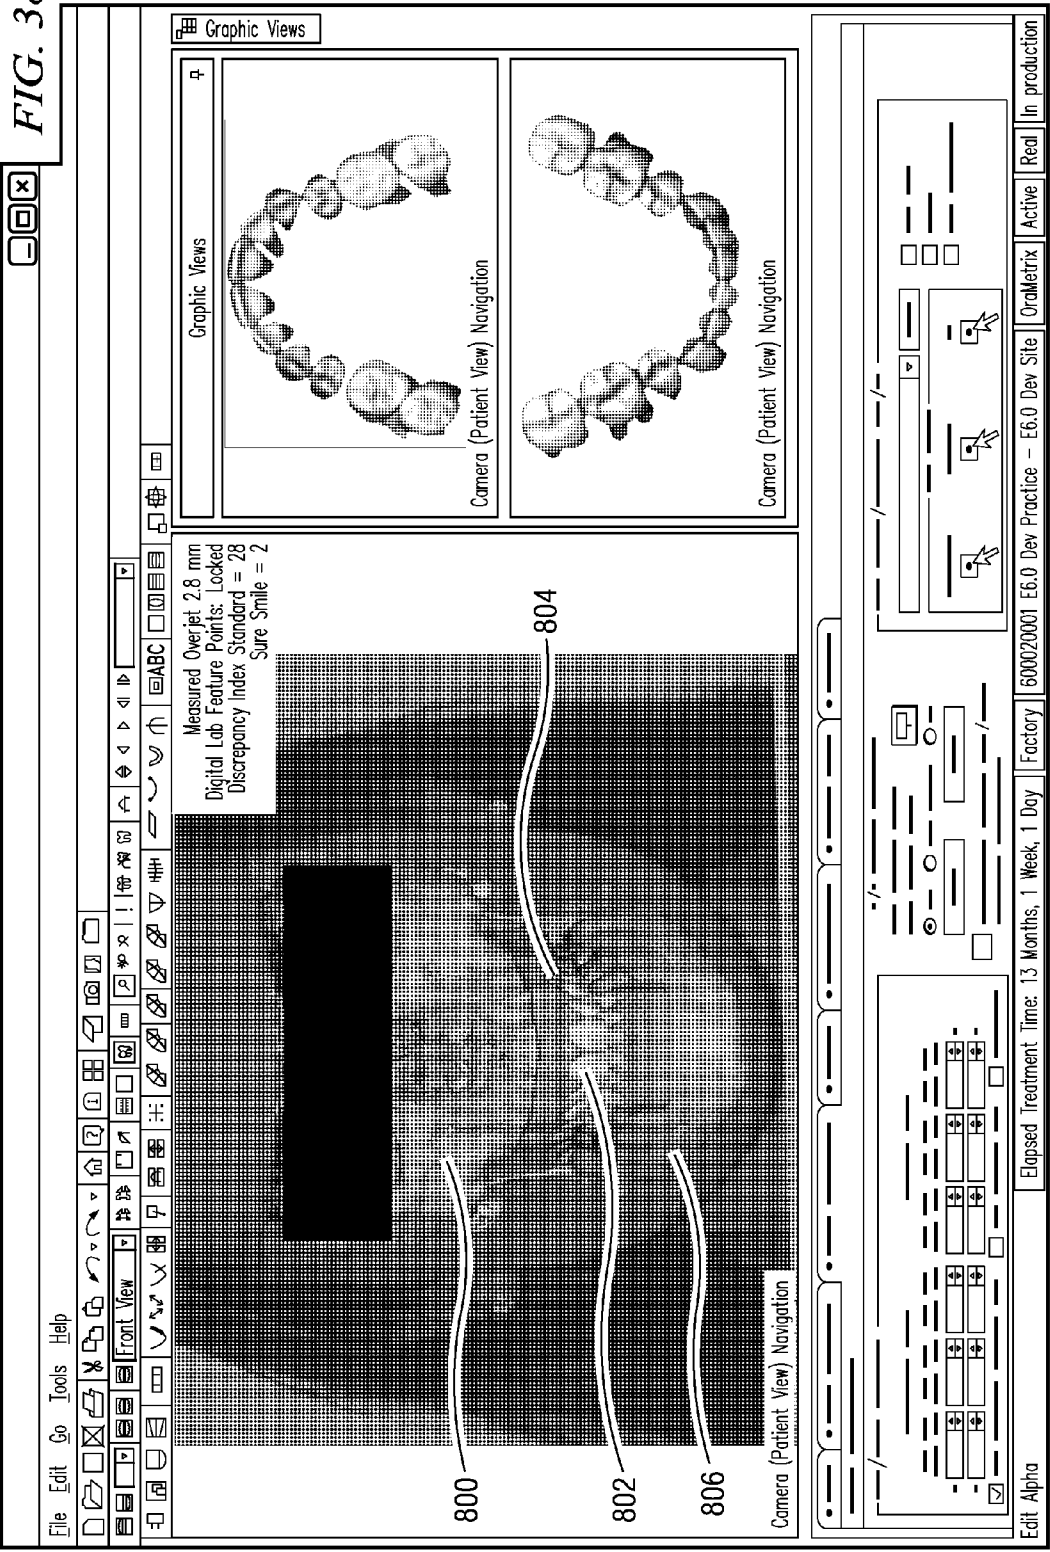 File Edit Go Tools Help
Front View
ABC
Measured Overjet 2.8 mm
Digital Lab Feature Points: Locked
Discrepancy Index Standard = 28
Sure Smile = 2
Graphic Views
Graphic Views
Camera (Patient View) Navigation
Camera (Patient View) Navigation
Camera (Patient View) Navigation
800
802
804
806
Edit Alpha
Elapsed Treatment Time: 13 Months, 1 Week, 1 Day
Factory
600020001 E6.0 Dev Practice – E6.0 Dev Site
OraMetrix
Active
Real
In production